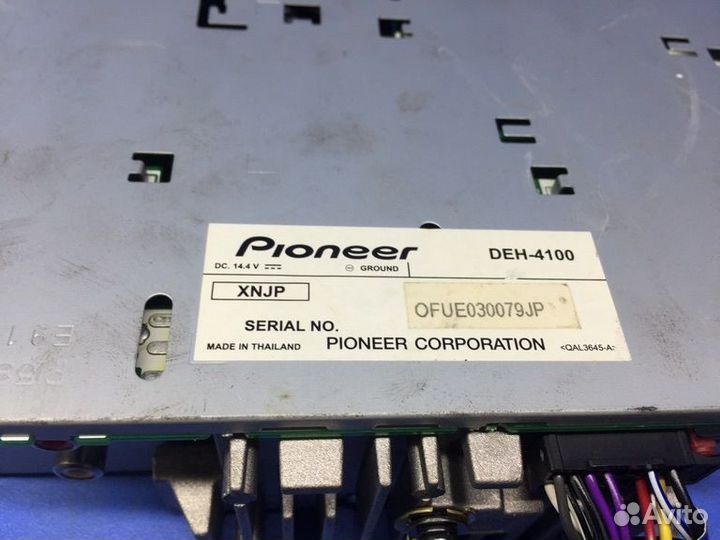 Pioneer
DEH-4100
DC. 14.4 V
⊖ GROUND
XNJP
OFUE030079JP
SERIAL NO.
MADE IN THAILAND
PIONEER CORPORATION
<QAL3645-A>
Avito